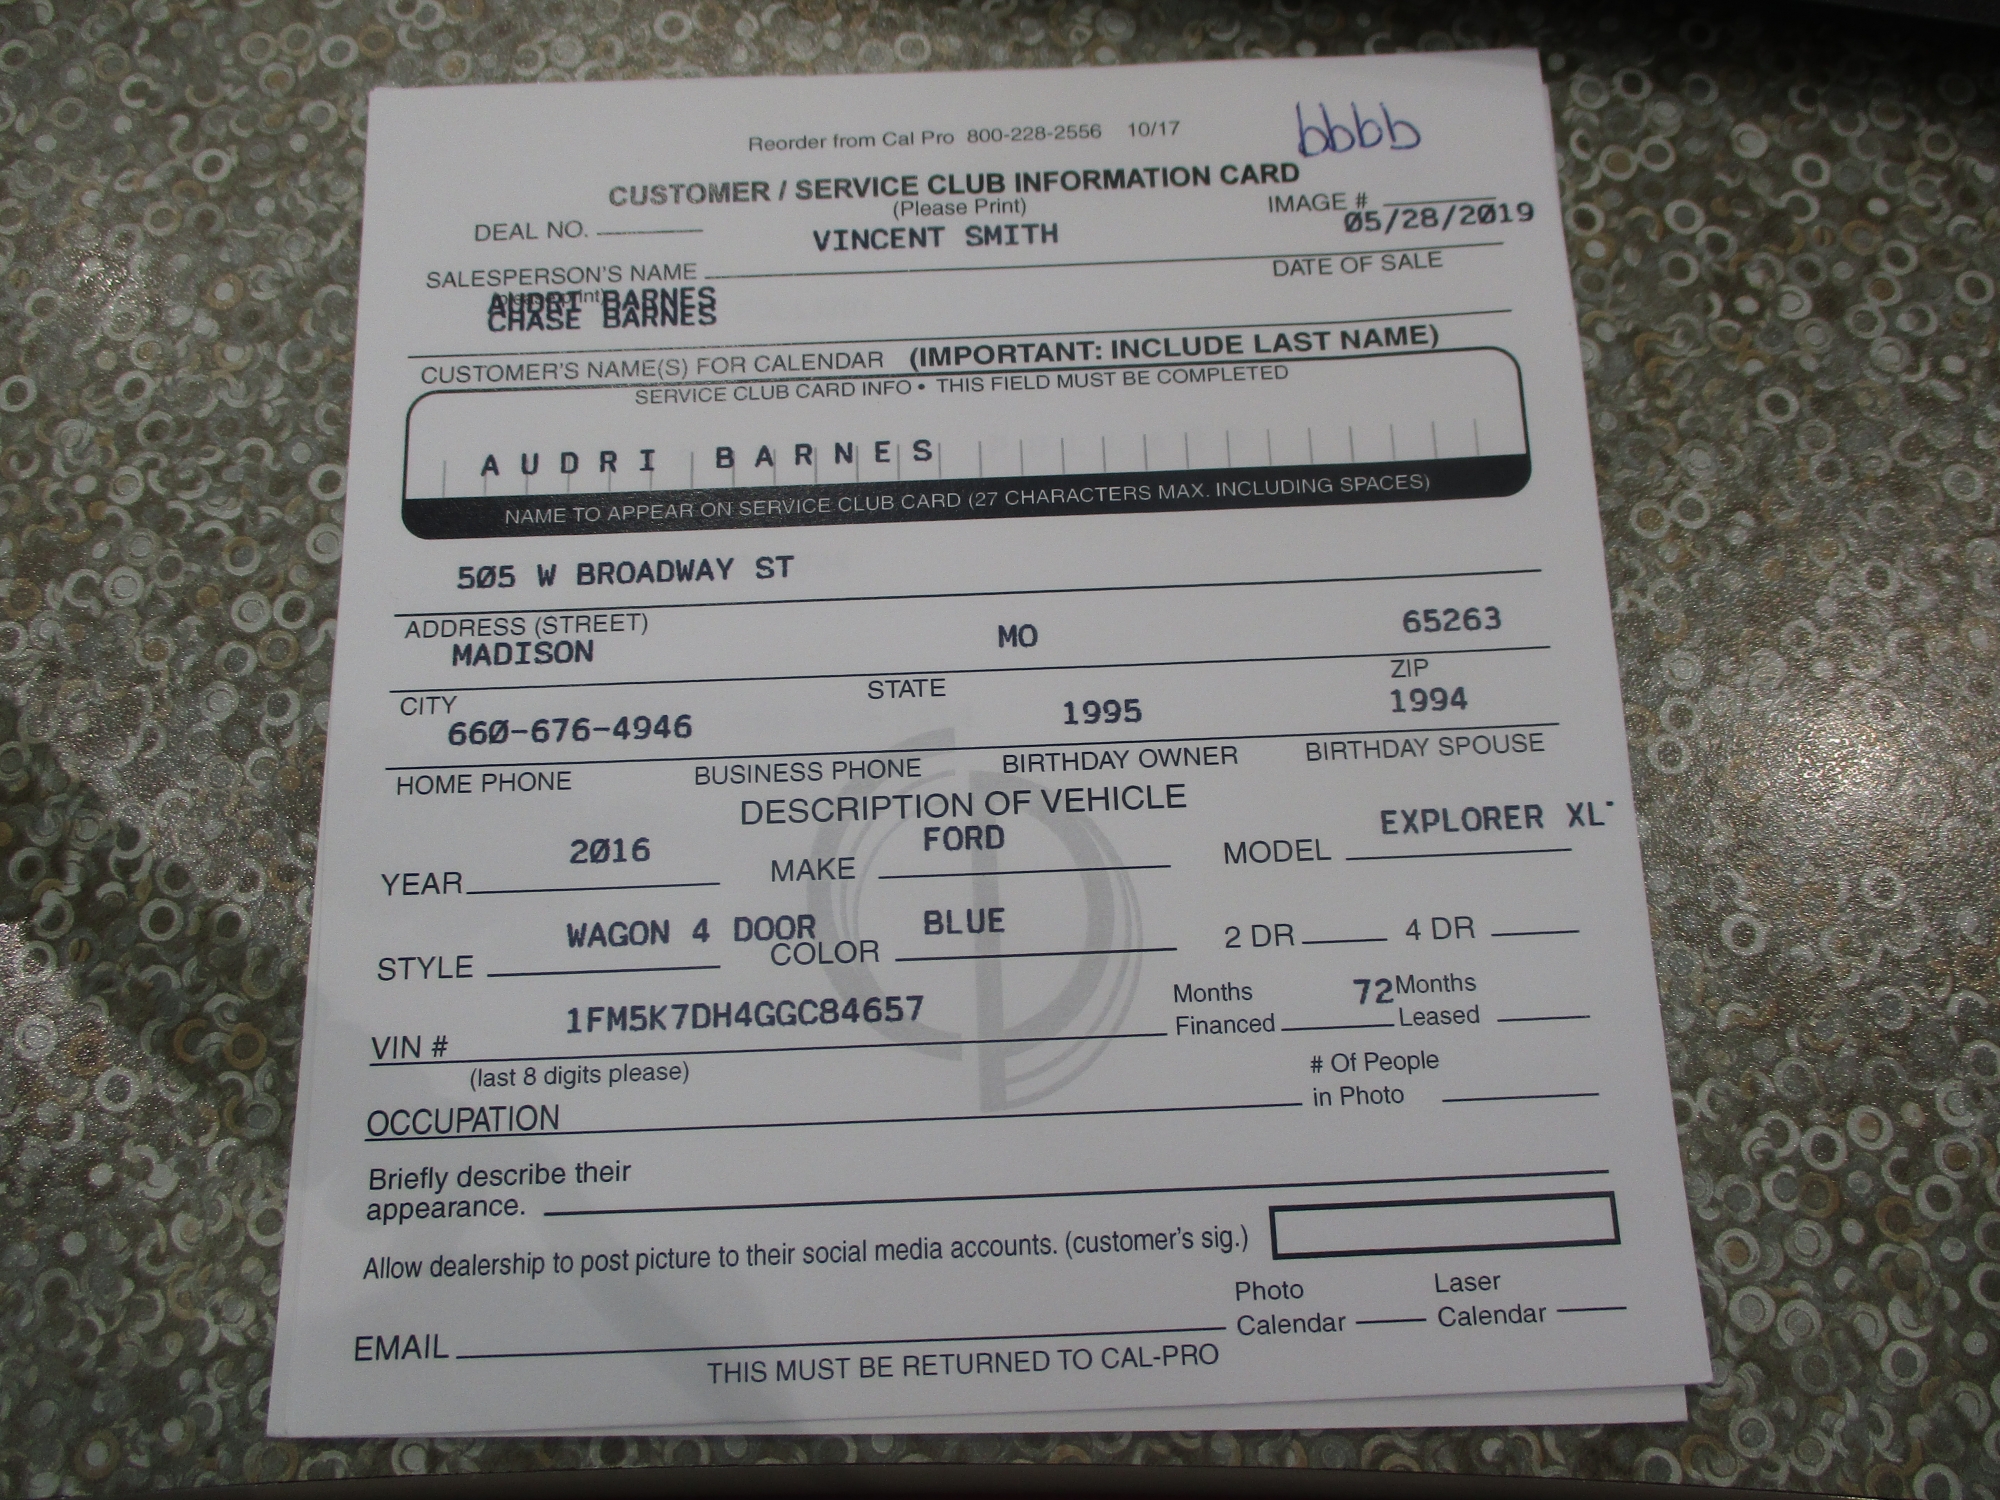 bbbb
Reorder from Cal Pro 800-228-2556 10/17
CUSTOMER / SERVICE CLUB INFORMATION CARD
(Please Print)
IMAGE #
DEAL NO.
VINCENT SMITH
05/28/2019
SALESPERSON'S NAME
DATE OF SALE
(please print)
AUDRI BARNES
CHASE BARNES
CUSTOMER'S NAME(S) FOR CALENDAR (IMPORTANT: INCLUDE LAST NAME)
SERVICE CLUB CARD INFO • THIS FIELD MUST BE COMPLETED
AUDRI BARNES
NAME TO APPEAR ON SERVICE CLUB CARD (27 CHARACTERS MAX. INCLUDING SPACES)
505 W BROADWAY ST
ADDRESS (STREET)
MADISON MO 65263
CITY STATE ZIP
660-676-4946 1995 1994
HOME PHONE BUSINESS PHONE BIRTHDAY OWNER BIRTHDAY SPOUSE
DESCRIPTION OF VEHICLE
YEAR 2016 MAKE FORD MODEL EXPLORER
STYLE WAGON 4 DOOR COLOR BLUE 2 DR 4 DR
VIN # 1FM5K7DH4GGC84657 Months Financed 72 Months Leased
(last 8 digits please)
OCCUPATION # Of People in Photo
Briefly describe their
appearance.
Allow dealership to post picture to their social media accounts. (customer's sig.)
EMAIL Photo Calendar Laser Calendar
THIS MUST BE RETURNED TO CAL-PRO